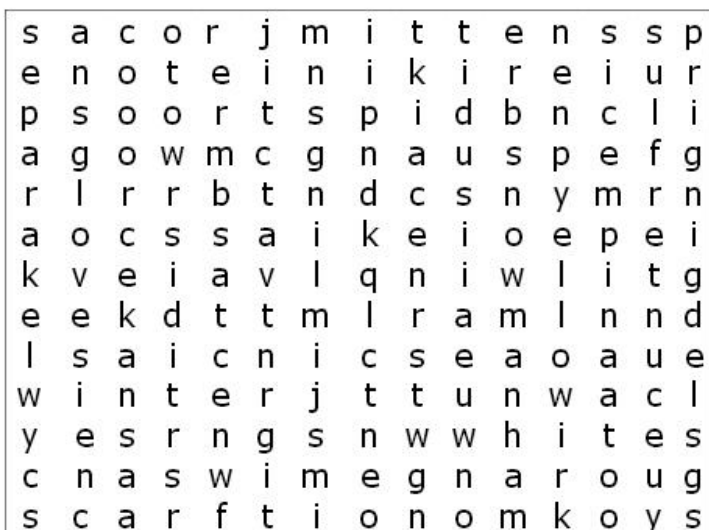 s a c o r j m i t t e n s s p
e n o t e i n i k i r e i u r
p s o o r t s p i d b n c l i
a g o w m c g n a u s p e f g
r l r r b t n d c s n y m r n
a o c s s a i k e i o e p e i
k v e i a v l q n i w l i t g
e e k d t t m l r a m l n n d
l s a i c n i c s e a o a u e
w i n t e r j t t u n w a c l
y e s r n g s n w w h i t e s
c n a s w i m e g n a r o u g
s c a r f t i o n o m k o y s